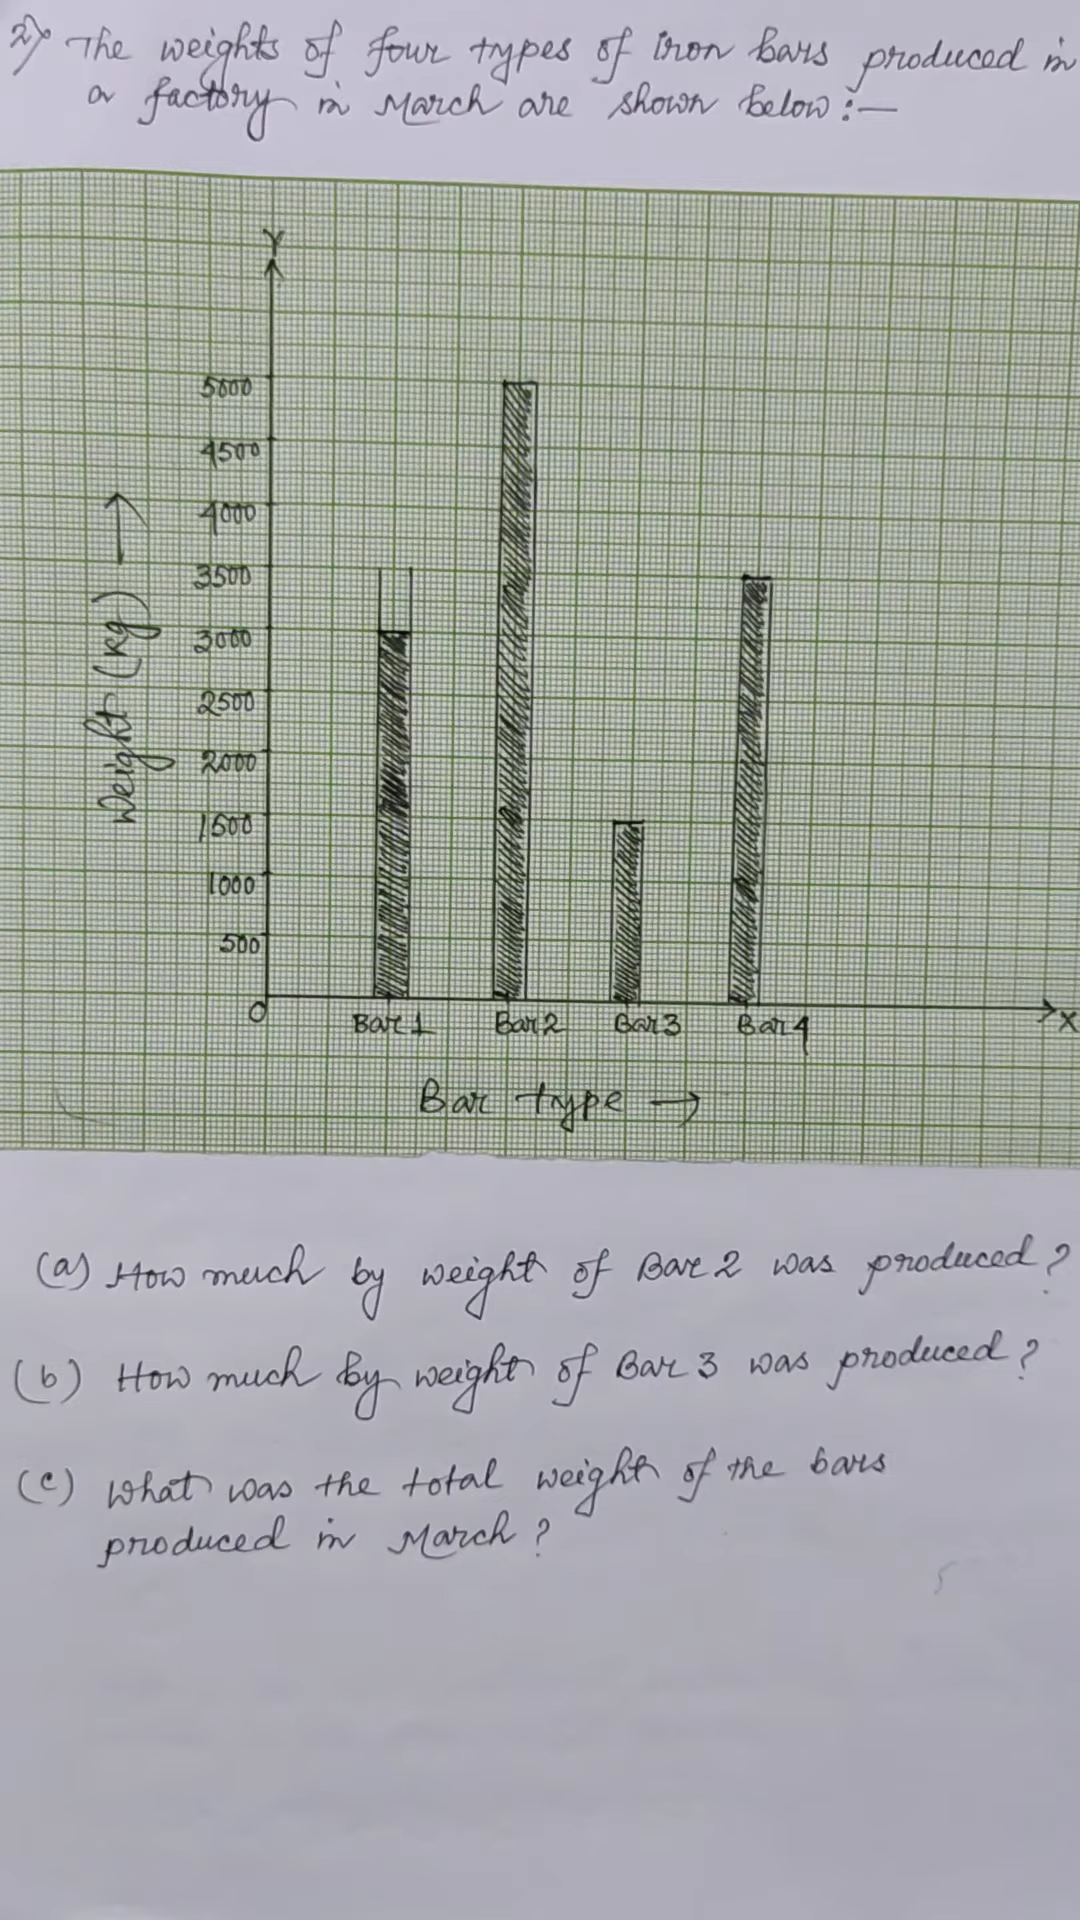 2) The weights of four types of iron bars produced in
a factory in March are shown below :—
Y
5000
4500
4000
3500
3000
2500
2000
1500
1000
500
O
Weight (kg) →
Bar 1 Bar 2 Bar 3 Bar 4
X
Bar type →
(a) How much by weight of Bar 2 was produced?
(b) How much by weight of Bar 3 was produced?
(c) What was the total weight of the bars
produced in March?